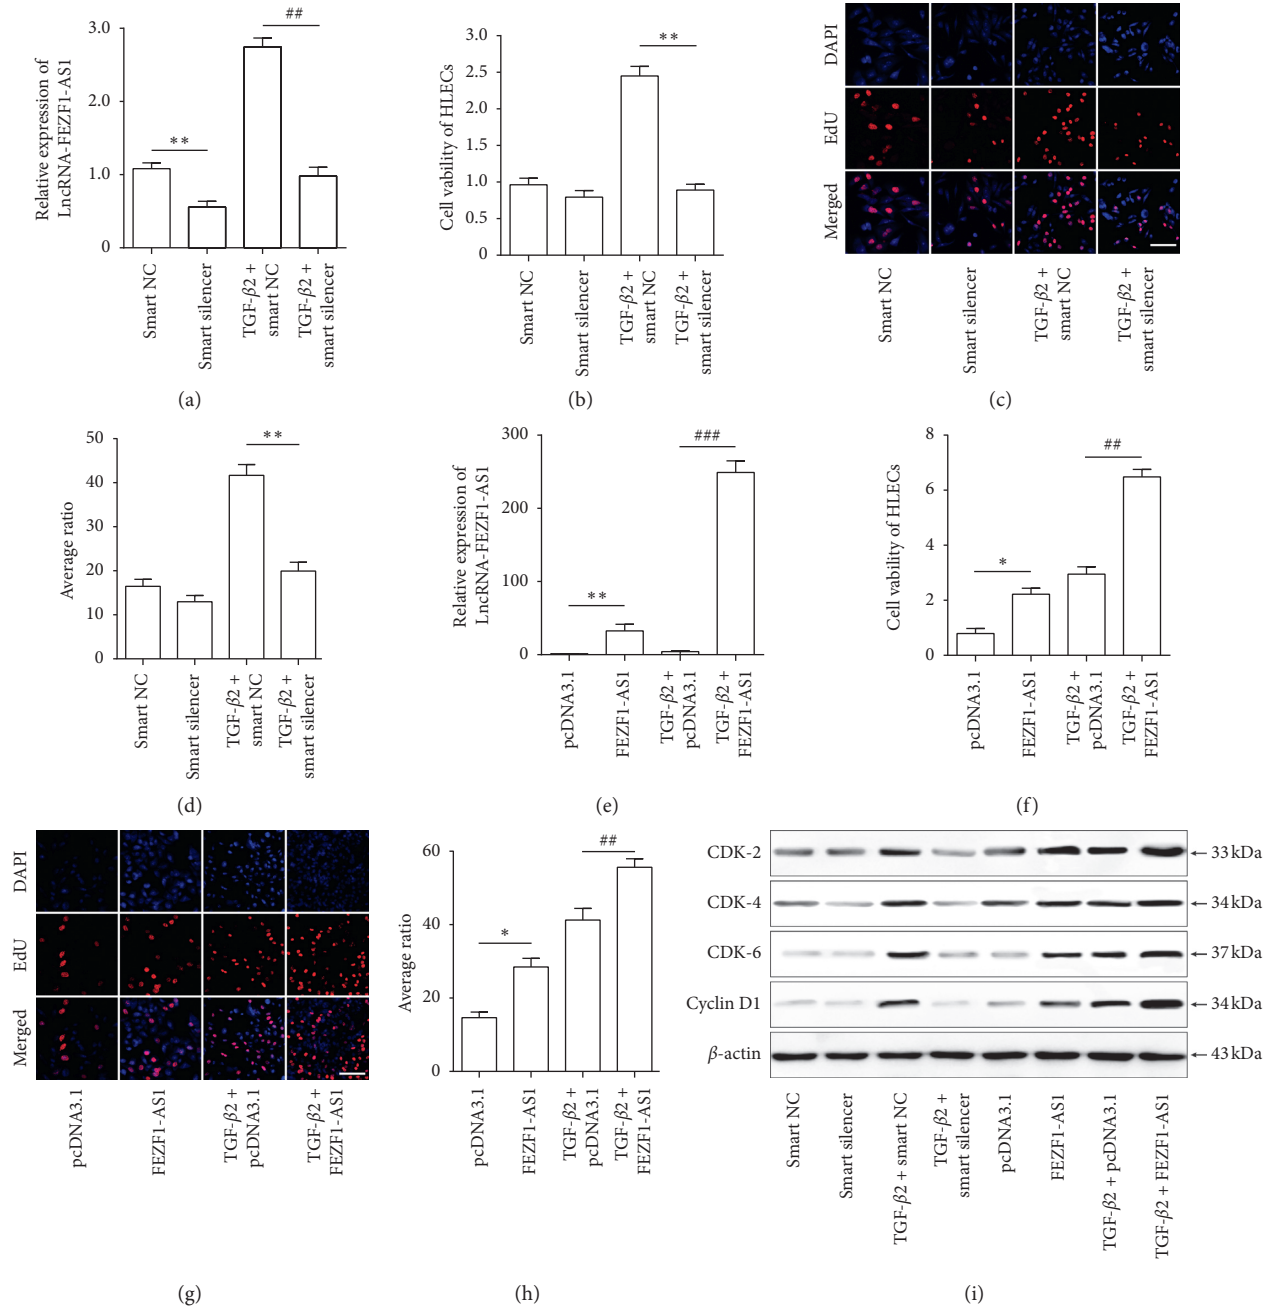 Relative expression of
LncRNA-FEZF1-AS1
3.0
2.0
1.0
0.0
**
##
Smart NC
Smart silencer
TGF-β2 +
smart NC
TGF-β2 +
smart silencer
(a)
Cell vability of HLECs
3.0
2.5
2.0
1.5
1.0
0.5
0
**
Smart NC
Smart silencer
TGF-β2 +
smart NC
TGF-β2 +
smart silencer
(b)
DAPI
EdU
Merged
Smart NC
Smart silencer
TGF-β2 +
smart NC
TGF-β2 +
smart silencer
(c)
Average ratio
50
40
30
20
10
0
**
Smart NC
Smart silencer
TGF-β2 +
smart NC
TGF-β2 +
smart silencer
(d)
Relative expression of
LncRNA-FEZF1-AS1
300
200
100
0
**
###
pcDNA3.1
FEZF1-AS1
TGF-β2 +
pcDNA3.1
TGF-β2 +
FEZF1-AS1
(e)
Cell vability of HLECs
8
6
4
2
0
*
##
pcDNA3.1
FEZF1-AS1
TGF-β2 +
pcDNA3.1
TGF-β2 +
FEZF1-AS1
(f)
DAPI
EdU
Merged
pcDNA3.1
FEZF1-AS1
TGF-β2 +
pcDNA3.1
TGF-β2 +
FEZF1-AS1
(g)
Average ratio
60
40
20
0
*
##
pcDNA3.1
FEZF1-AS1
TGF-β2 +
pcDNA3.1
TGF-β2 +
FEZF1-AS1
(h)
CDK-2 ← 33 kDa
CDK-4 ← 34 kDa
CDK-6 ← 37 kDa
Cyclin D1 ← 34 kDa
β-actin ← 43 kDa
Smart NC
Smart silencer
TGF-β2 + smart NC
TGF-β2 +
smart silencer
pcDNA3.1
FEZF1-AS1
TGF-β2 + pcDNA3.1
TGF-β2 + FEZF1-AS1
(i)